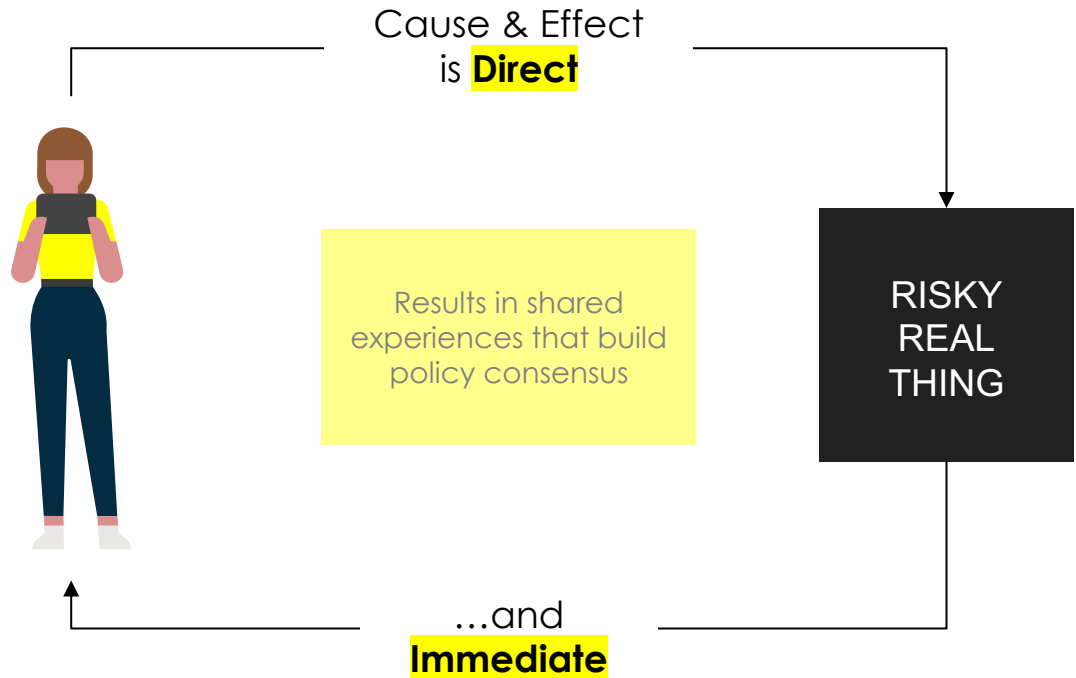 Cause & Effect
is Direct
Results in shared
experiences that build
policy consensus
RISKY
REAL
THING
…and
Immediate